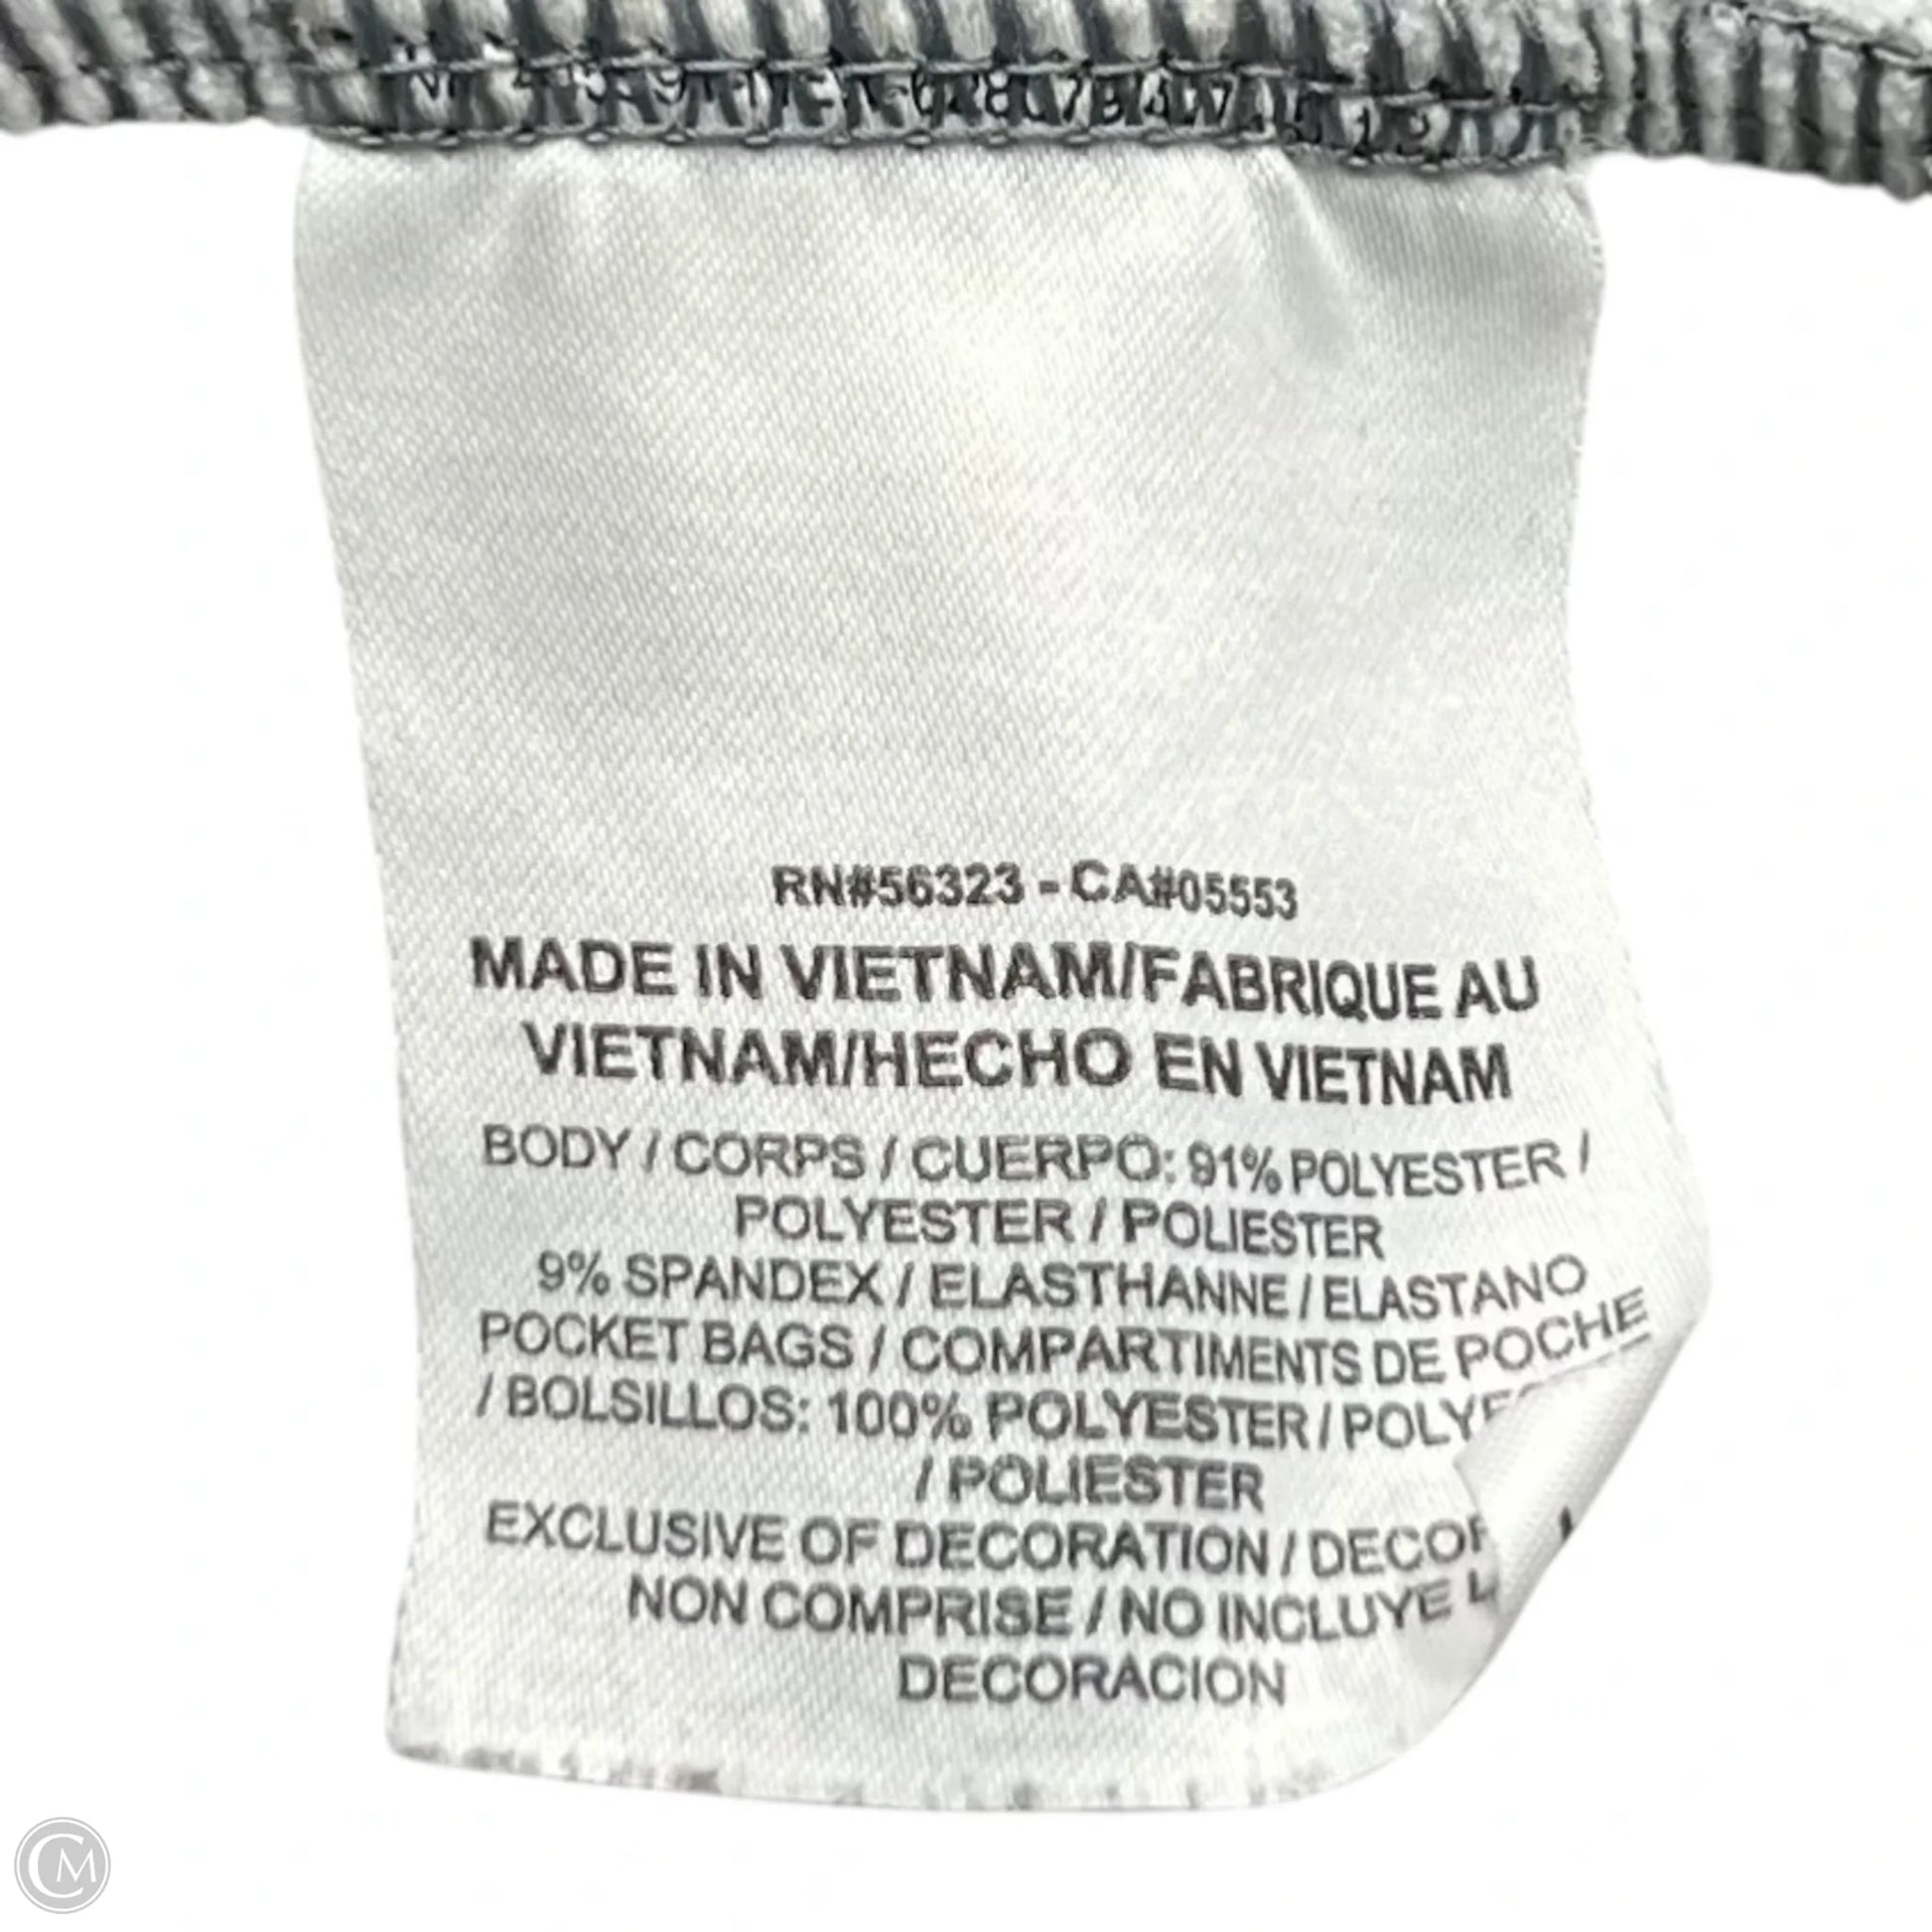 RN#56323 - CA#05553
MADE IN VIETNAM/FABRIQUE AU
VIETNAM/HECHO EN VIETNAM
BODY / CORPS / CUERPO: 91% POLYESTER /
POLYESTER / POLIESTER
9% SPANDEX / ELASTHANNE / ELASTANO
POCKET BAGS / COMPARTIMENTS DE POCHE
/ BOLSILLOS: 100% POLYESTER /
/ POLIESTER
EXCLUSIVE OF DECORATION /
NON COMPRISE / NO INCLUYE
DECORACION
CM